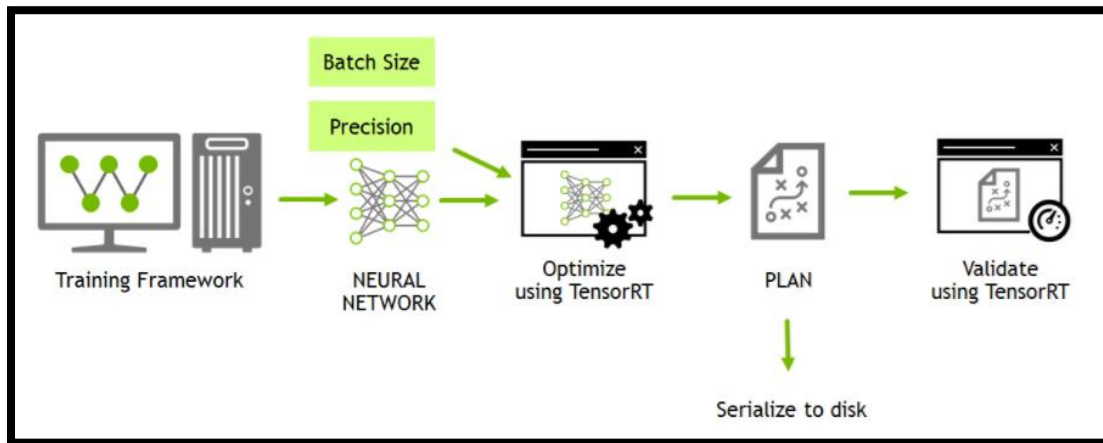 Batch Size
Precision
Training Framework
NEURAL
NETWORK
Optimize
using TensorRT
PLAN
Validate
using TensorRT
Serialize to disk